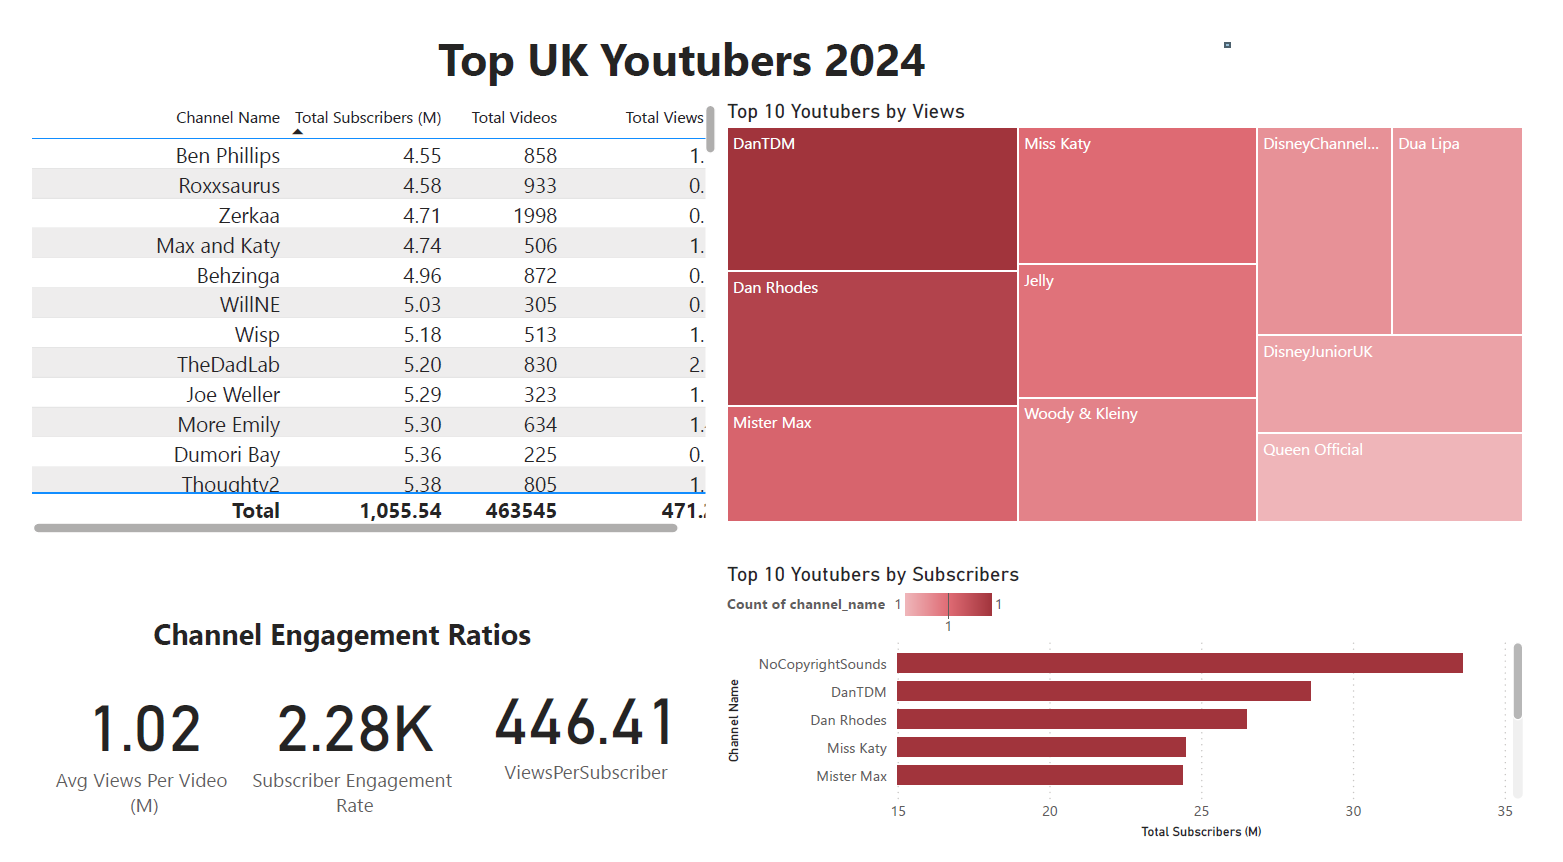 Top UK Youtubers 2024
Channel Name Total Subscribers (M) Total Videos Total Views
Ben Phillips 4.55 858 1.
Roxxsaurus 4.58 933 0.
Zerkaa 4.71 1998 0.
Max and Katy 4.74 506 1.
Behzinga 4.96 872 0.
WillNE 5.03 305 0.
Wisp 5.18 513 1.
TheDadLab 5.20 830 2.
Joe Weller 5.29 323 1.
More Emily 5.30 634 1.
Dumori Bay 5.36 225 0.
Thoughty2 5.38 805 1.
Total 1,055.54 463545 471.
Top 10 Youtubers by Views
DanTDM
Dan Rhodes
Mister Max
Miss Katy
Jelly
Woody & Kleiny
DisneyChannel...
Dua Lipa
DisneyJuniorUK
Queen Official
Channel Engagement Ratios
1.02
Avg Views Per Video
(M)
2.28K
Subscriber Engagement
Rate
446.41
ViewsPerSubscriber
Top 10 Youtubers by Subscribers
Count of channel_name 1 1
1
Channel Name
NoCopyrightSounds
DanTDM
Dan Rhodes
Miss Katy
Mister Max
15 20 25 30 35
Total Subscribers (M)